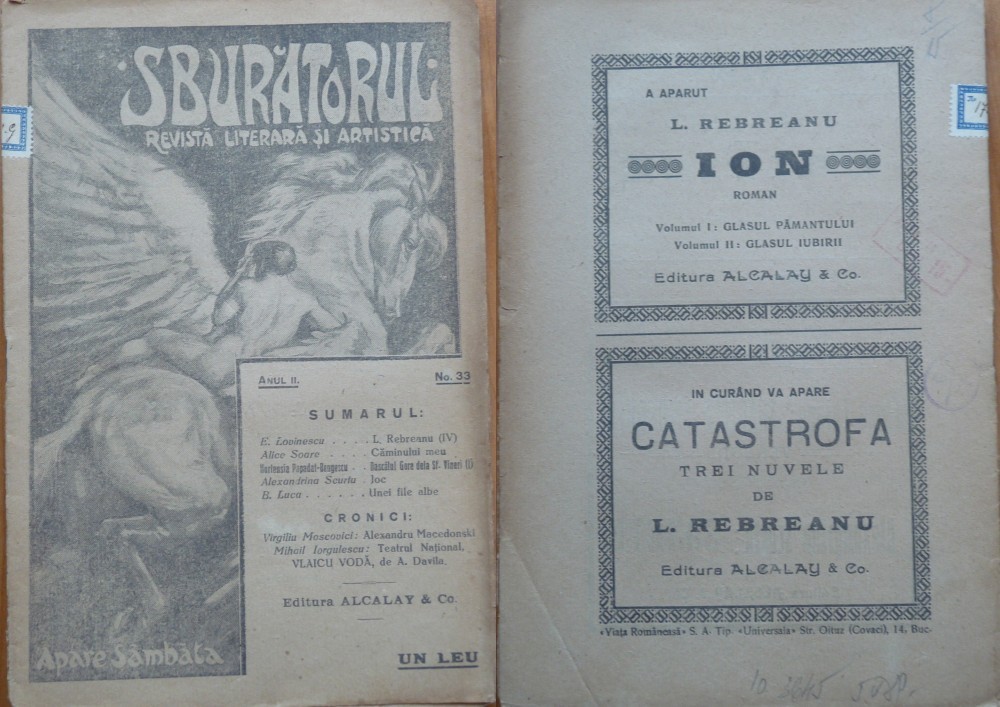 SBURĂTORUL
REVISTĂ LITERARĂ ȘI ARTISTICĂ
ANUL II. No. 33
SUMARUL:
E. Lovinescu . . . . L. Rebreanu (IV)
Alice Soare . . . . Căminului meu
Hortensia Papadat-Bengescu . . Dascălul Gore dela Sf. Vineri II)
Alexandrina Scurtu . Joc
B. Luca . . . . . . Unei file albe
CRONICI:
Virgiliu Moscovici: Alexandru Macedonski
Mihail Iorgulescu: Teatrul Național,
VLAICU VODĂ, de A. Davila.
Editura ALCALAY & Co.
Apare Sâmbăta
UN LEU
A APARUT
L. REBREANU
ION
ROMAN
Volumul I: GLASUL PĂMANTULUI
Volumul II: GLASUL IUBIRII
Editura ALCALAY & Co.
IN CURÂND VA APARE
CATASTROFA
TREI NUVELE
DE
L. REBREANU
Editura ALCALAY & Co.
«Viața Românească» S. A. Tip. «Universala» Str. Oituz (Covaci), 14, Buc.